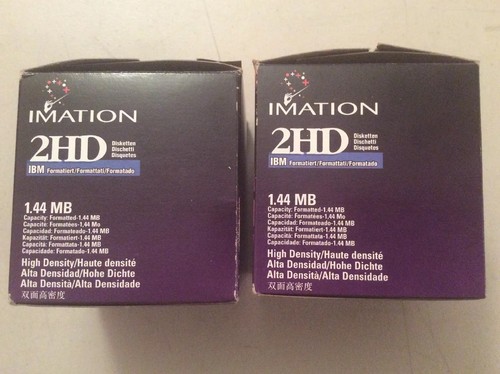 IMATION
2HD
Disketten
Dischetti
Disquetes
IBM Formatiert/Formattati/Formatado
1.44 MB
Capacity: Formatted-1.44 MB
Capacité: Formatées-1.44 Mo
Capacidad: Formateado-1.44 MB
Kapazität: Formatiert-1.44 MB
Capacità: Formattata-1.44 MB
Capacidade: Formatado-1.44 MB
High Density/Haute densité
Alta Densidad/Hohe Dichte
Alta Densità/Alta Densidade
双面高密度
IMATION
2HD
Disketten
Dischetti
Disquetes
IBM Formatiert/Formattati/Formatado
1.44 MB
Capacity: Formatted-1.44 MB
Capacité: Formatées-1.44 Mo
Capacidad: Formateado-1.44 MB
Kapazität: Formatiert-1.44 MB
Capacità: Formattata-1.44 MB
Capacidade: Formatado-1.44 MB
High Density/Haute densité
Alta Densidad/Hohe Dichte
Alta Densità/Alta Densidade
双面高密度